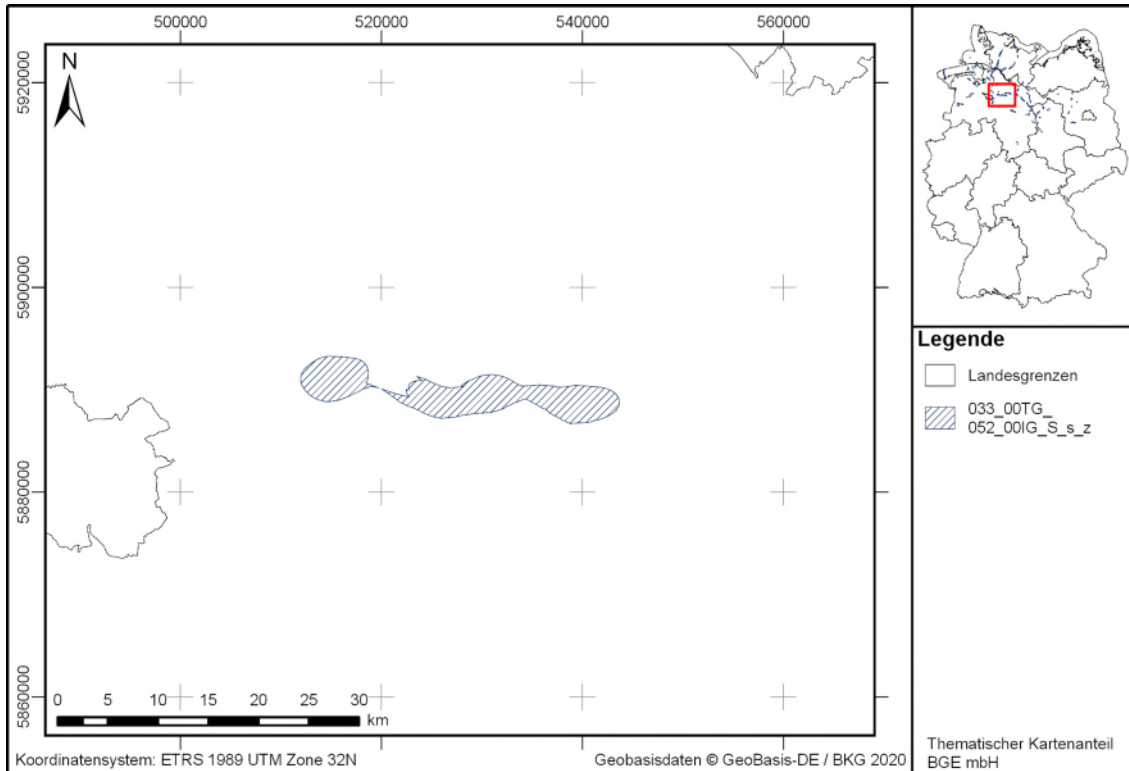 500000 520000 540000 560000
N
5920000
5900000
5880000
5860000
0 5 10 15 20 25 30
km
Koordinatensystem: ETRS 1989 UTM Zone 32N
Geobasisdaten © GeoBasis-DE / BKG 2020
Legende
Landesgrenzen
033_00TG_
052_00IG_S_s_z
Thematischer Kartenanteil
BGE mbH